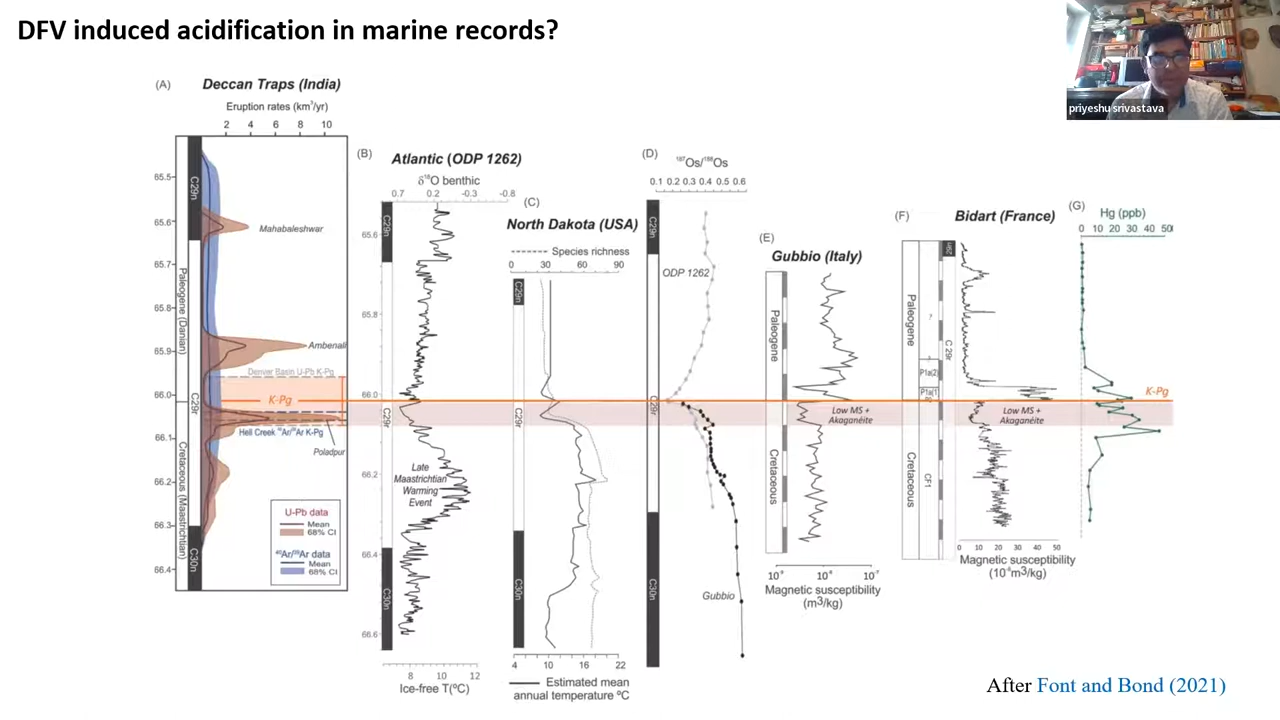 DFV induced acidification in marine records?
priyeshu srivastava
(A)
Deccan Traps (India)
Eruption rates (km³/yr)
2 4 6 8 10
C29n
C29r
C30n
Paleogene (Danian)
Cretaceous (Maastrichtian)
65.5
65.6
65.7
65.8
65.9
66.0
66.1
66.2
66.3
66.4
Mahabaleshwar
Ambenali
Denver Basin U-Pb K-Pg
K-Pg
Hell Creek ⁴⁰Ar/³⁹Ar K-Pg
Poladpur
U-Pb data
Mean
68% CI
⁴⁰Ar/³⁹Ar data
Mean
68% CI
(B)
Atlantic (ODP 1262)
δ¹⁸O benthic
0.7 0.2 -0.3 -0.8
C29n
C29r
C30n
65.6
65.8
66.0
66.2
66.4
66.6
Late
Maastrichtian
Warming
Event
8 10 12
Ice-free T(ºC)
(C)
North Dakota (USA)
Species richness
0 30 60 90
C29n
C29r
C30n
4 10 16 22
Estimated mean
annual temperature ºC
(D)
¹⁸⁷Os/¹⁸⁸Os
0.1 0.2 0.3 0.4 0.5 0.6
C29n
C29r
C30n
ODP 1262
Gubbio
(E)
Gubbio (Italy)
Paleogene
Cretaceous
Low MS +
Akaganéite
10⁻⁹ 10⁻⁸ 10⁻⁷
Magnetic susceptibility
(m3/kg)
(F)
Bidart (France)
Paleogene
Cretaceous
?
P1a(2)
P1a(1
CF1
C 29r
Low MS +
Akaganéite
0 10 20 30 40 50
Magnetic susceptibility
(10⁻⁸m3/kg)
(G)
Hg (ppb)
0 10 20 30 40 50
K-Pg
After Font and Bond (2021)